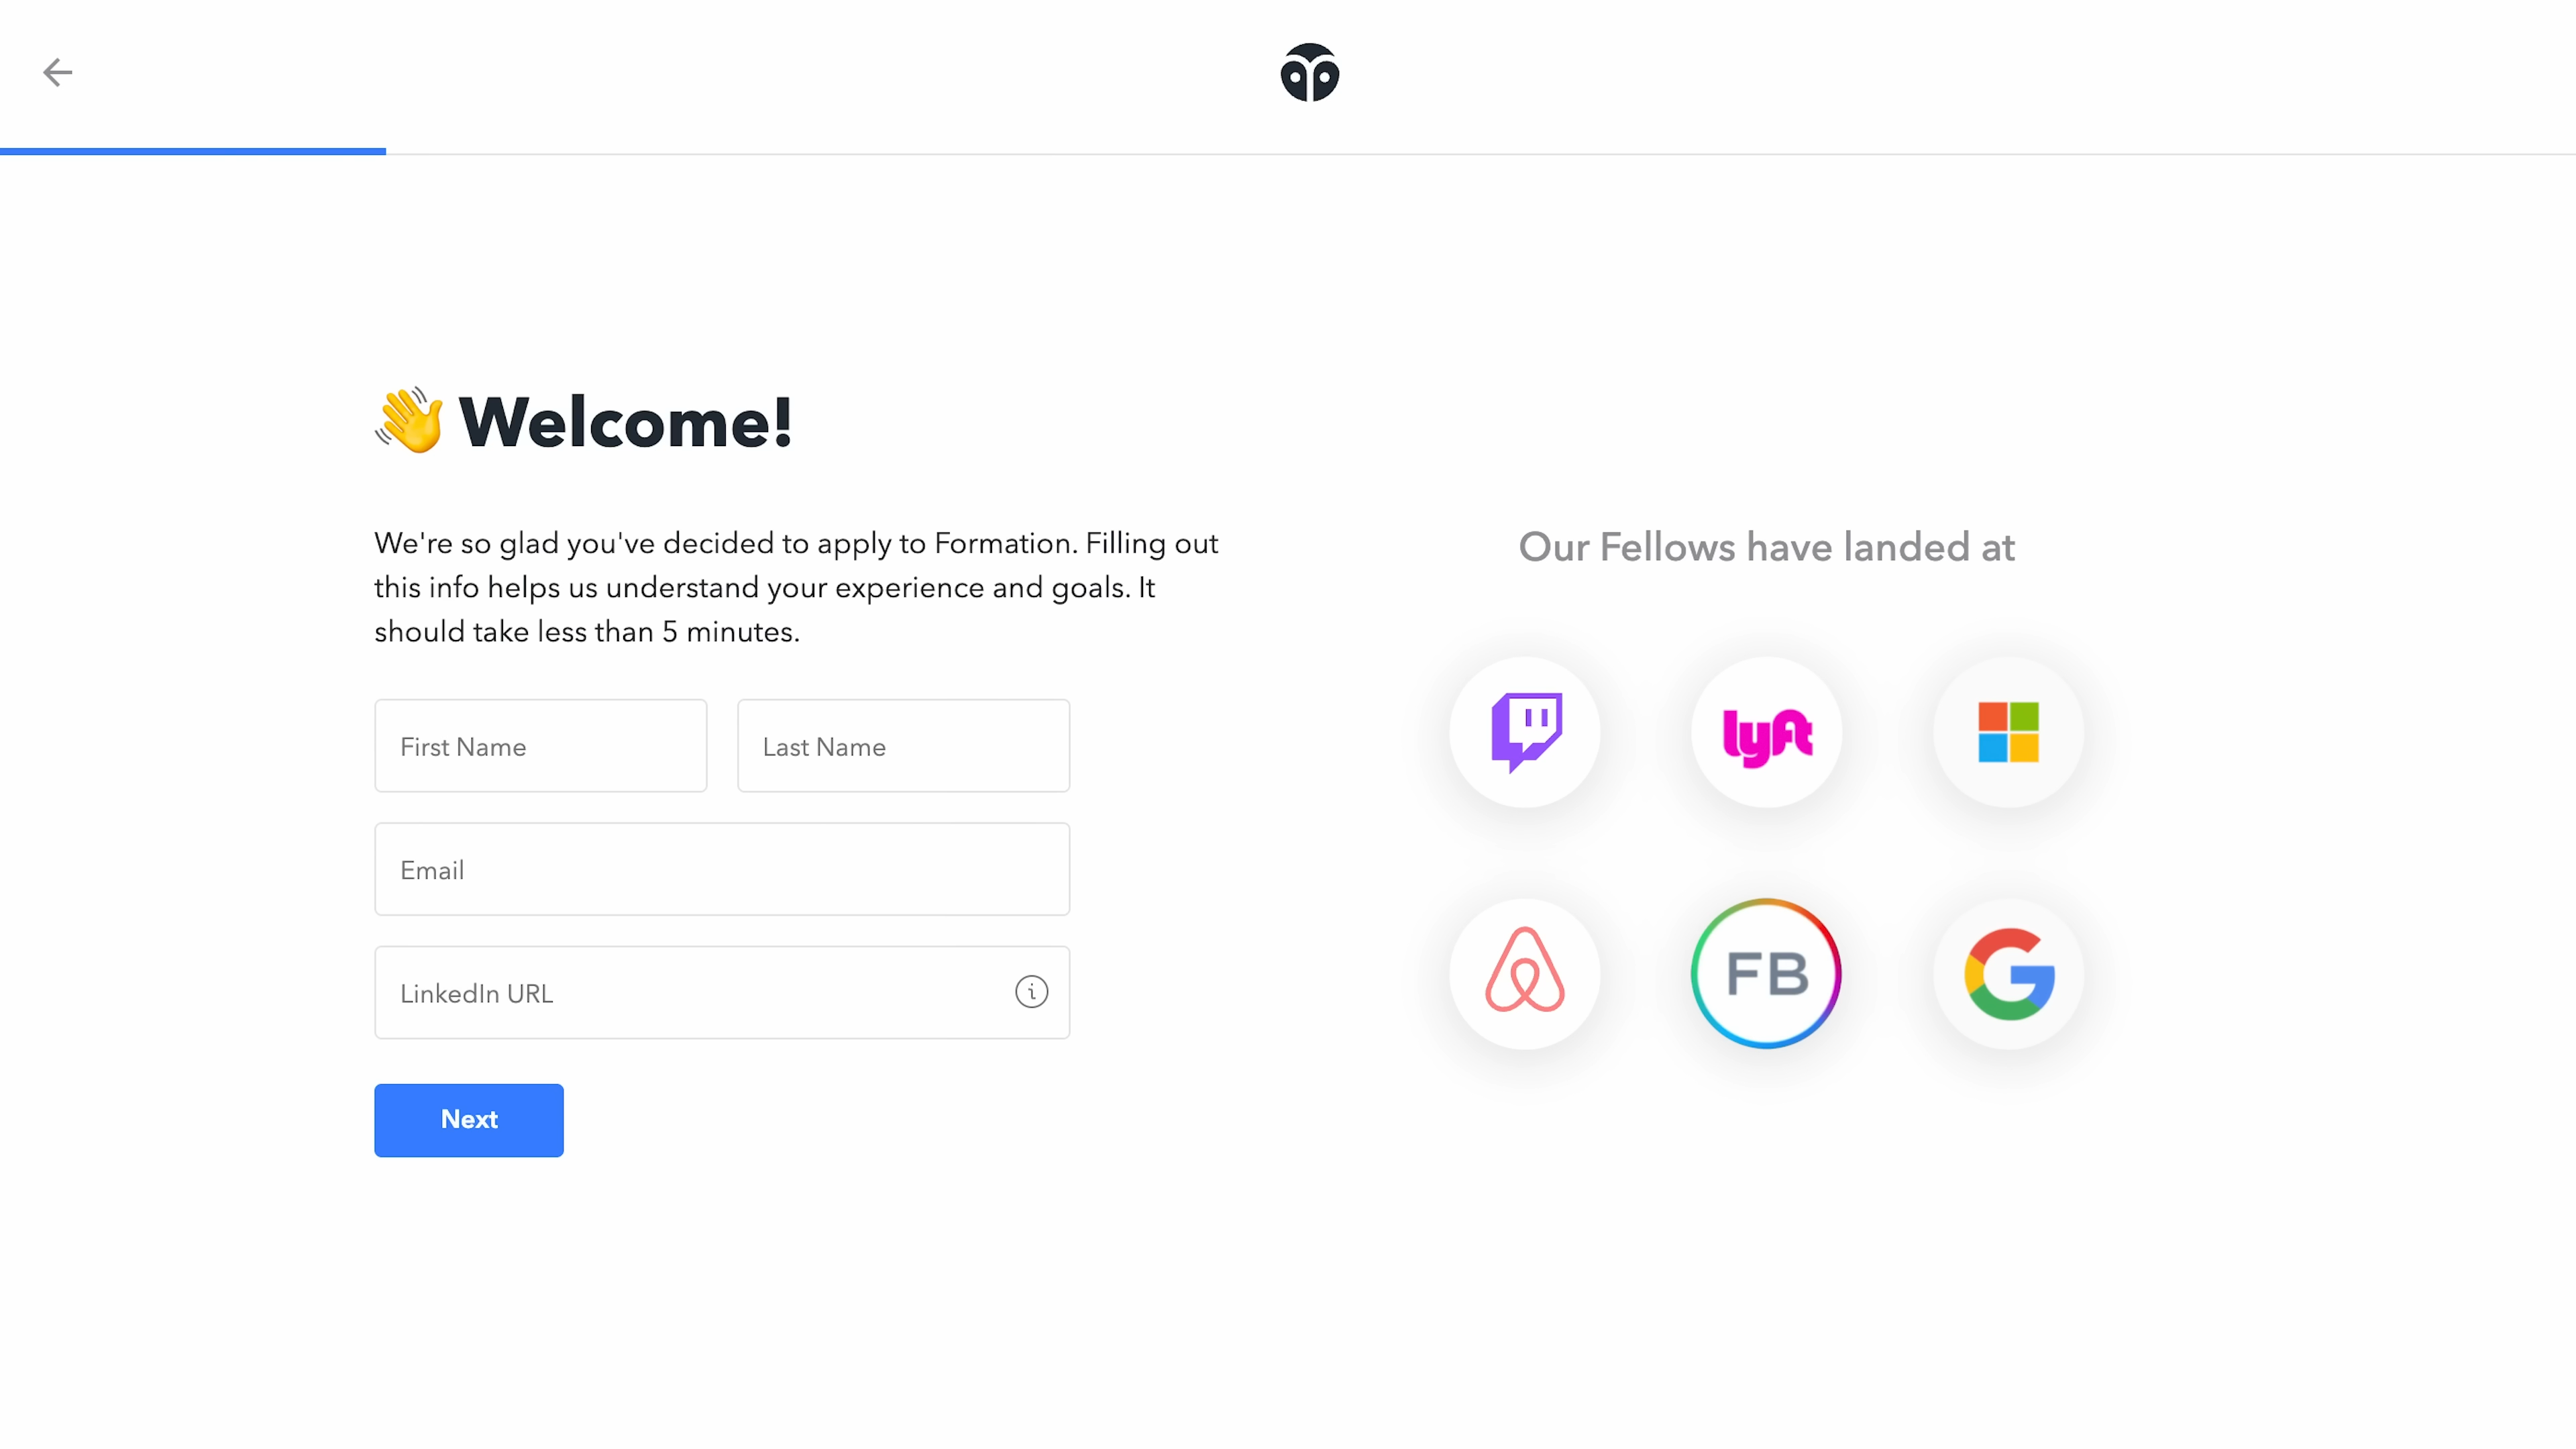 Welcome!
We're so glad you've decided to apply to Formation. Filling out
this info helps us understand your experience and goals. It
should take less than 5 minutes.
First Name
Last Name
Email
LinkedIn URL
Next
Our Fellows have landed at
lyft
FB